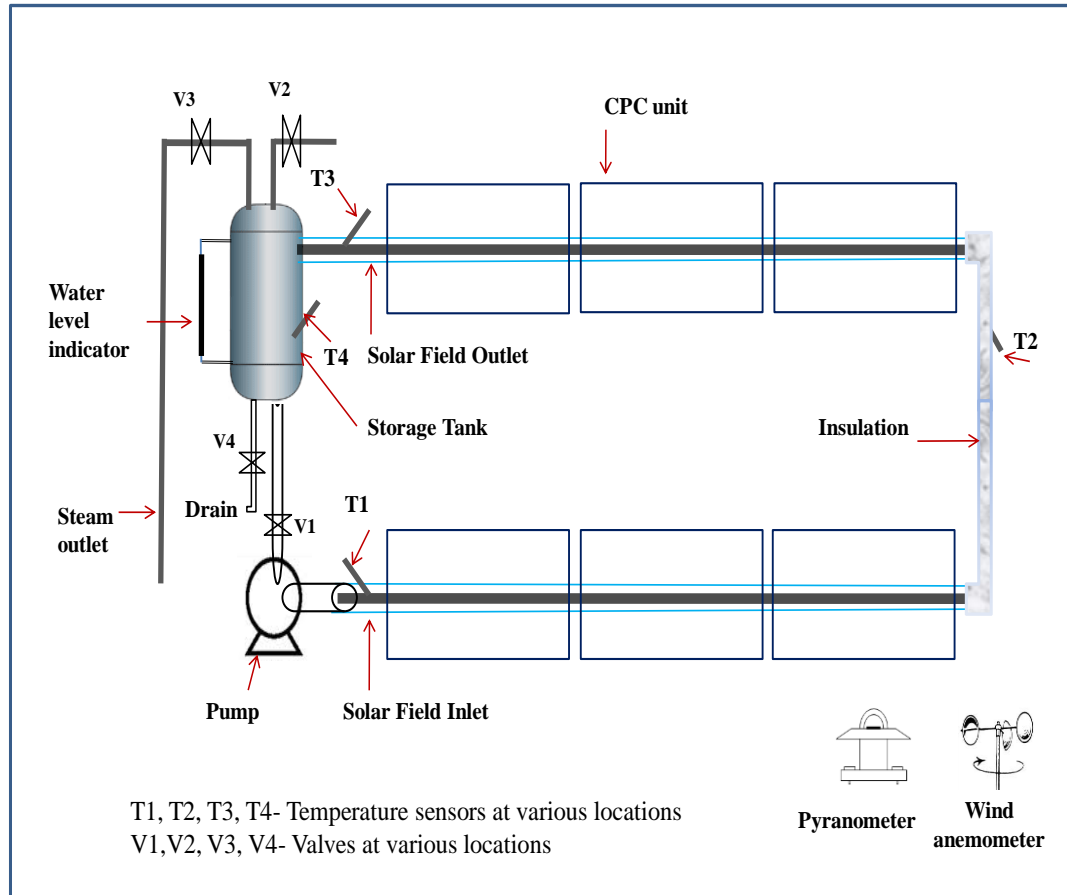 V3
V2
CPC unit
T3
Water
level
indicator
T4
Solar Field Outlet
T2
Storage Tank
Insulation
V4
Drain
T1
Steam
outlet
V1
Pump
Solar Field Inlet
T1, T2, T3, T4- Temperature sensors at various locations
V1,V2, V3, V4- Valves at various locations
Pyranometer
Wind
anemometer